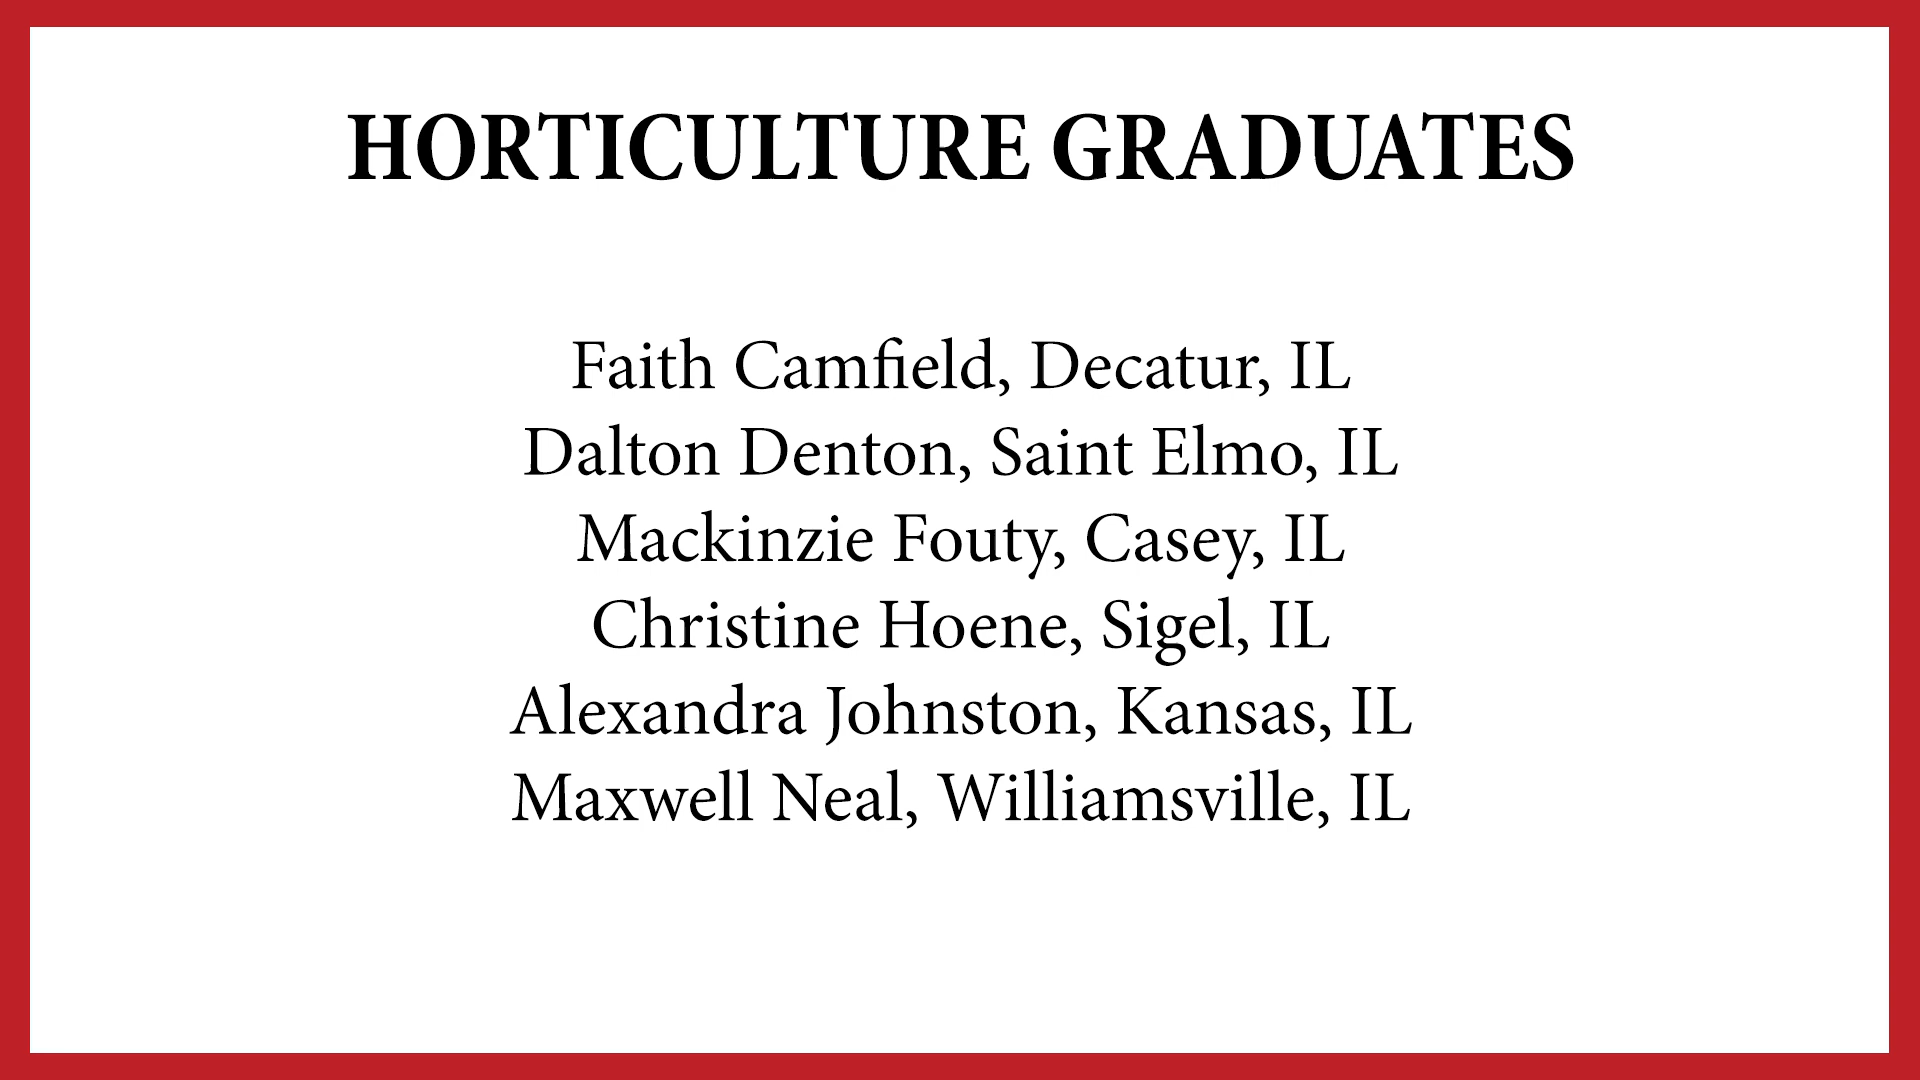 HORTICULTURE GRADUATES
Faith Camfield, Decatur, IL
Dalton Denton, Saint Elmo, IL
Mackinzie Fouty, Casey, IL
Christine Hoene, Sigel, IL
Alexandra Johnston, Kansas, IL
Maxwell Neal, Williamsville, IL